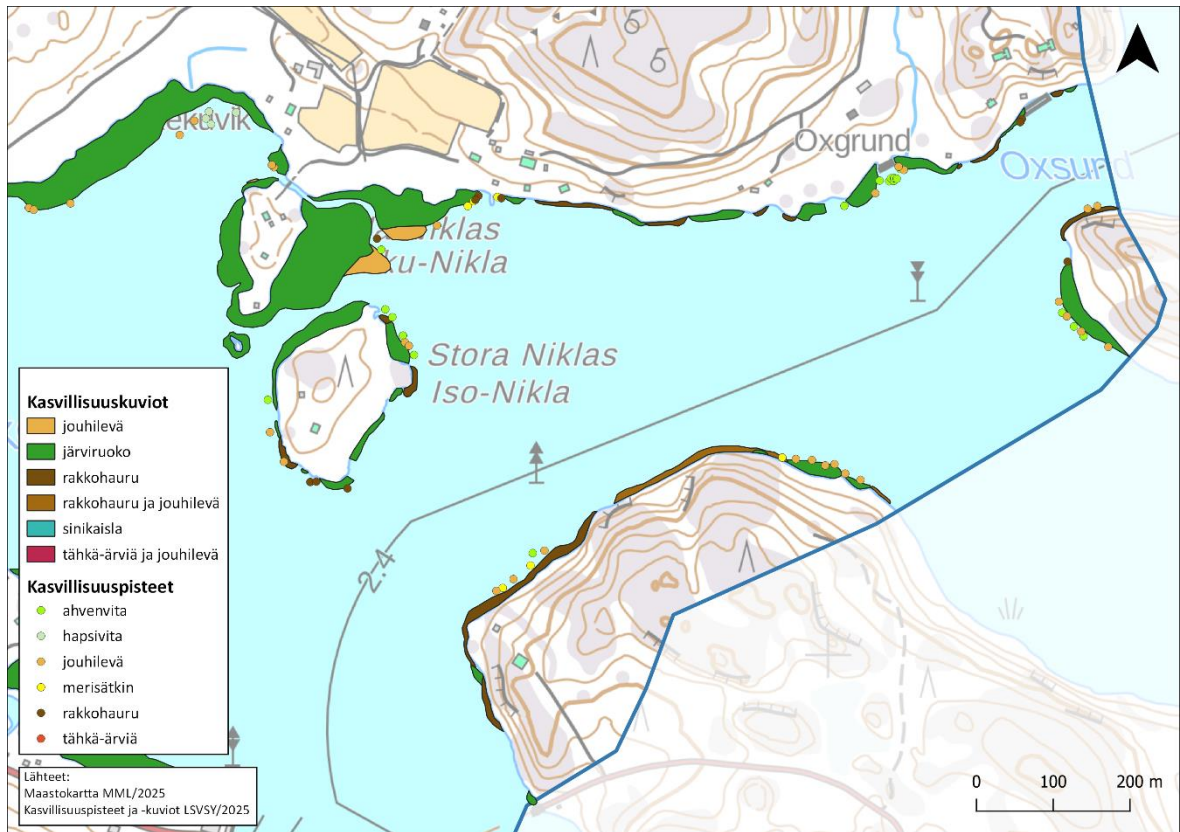 Oxgrund
Oxsund
Stora Niklas
Iso-Nikla
2.4
Kasvillisuuskuviot
jouhilevä
järviruoko
rakkohauru
rakkohauru ja jouhilevä
sinikaisla
tähkä-ärviä ja jouhilevä
Kasvillisuuspisteet
ahvenvita
hapsivita
jouhilevä
merisätkin
rakkohauru
tähkä-ärviä
Lähteet:
Maastokartta MML/2025
Kasvillisuuspisteet ja -kuviot LSVSY/2025
0 100 200 m